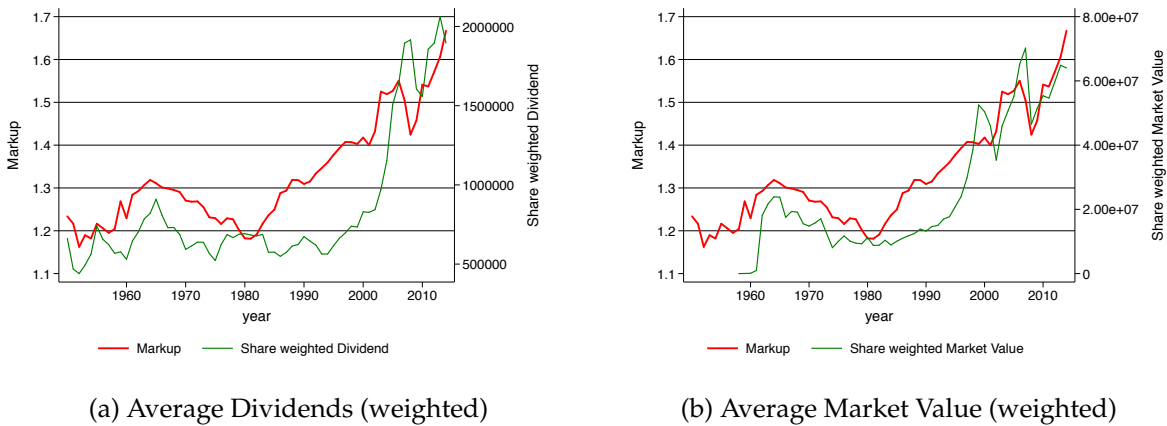 1.7
1.6
1.5
1.4
1.3
1.2
1.1
Markup
2000000
1500000
1000000
500000
Share weighted Dividend
1960 1970 1980 1990 2000 2010
year
Markup Share weighted Dividend
(a) Average Dividends (weighted)
1.7
1.6
1.5
1.4
1.3
1.2
1.1
Markup
8.00e+07
6.00e+07
4.00e+07
2.00e+07
0
Share weighted Market Value
1960 1970 1980 1990 2000 2010
year
Markup Share weighted Market Value
(b) Average Market Value (weighted)